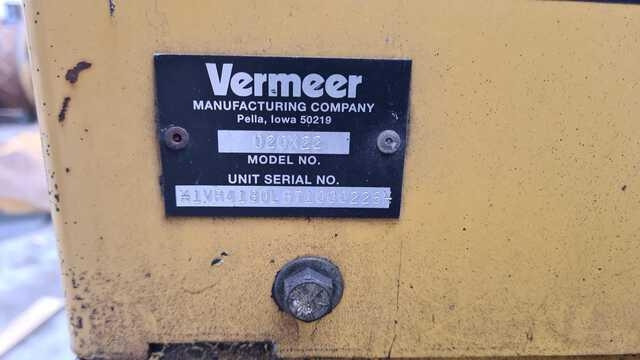 Vermeer
MANUFACTURING COMPANY
Pella, Iowa 50219
D20X22
MODEL NO.
UNIT SERIAL NO.